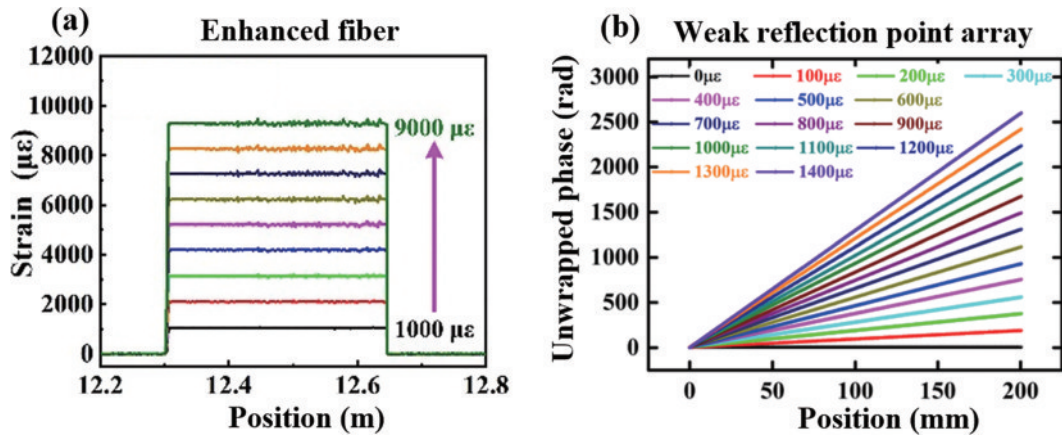 (a) Enhanced fiber
12000
10000
8000
6000
4000
2000
0
Strain (με)
9000 με
1000 με
12.2 12.4 12.6 12.8
Position (m)
(b) Weak reflection point array
3000
2500
2000
1500
1000
500
0
Unwrapped phase (rad)
0με 100με 200με 300με
400με 500με 600με
700με 800με 900με
1000με 1100με 1200με
1300με 1400με
0 50 100 150 200
Position (mm)